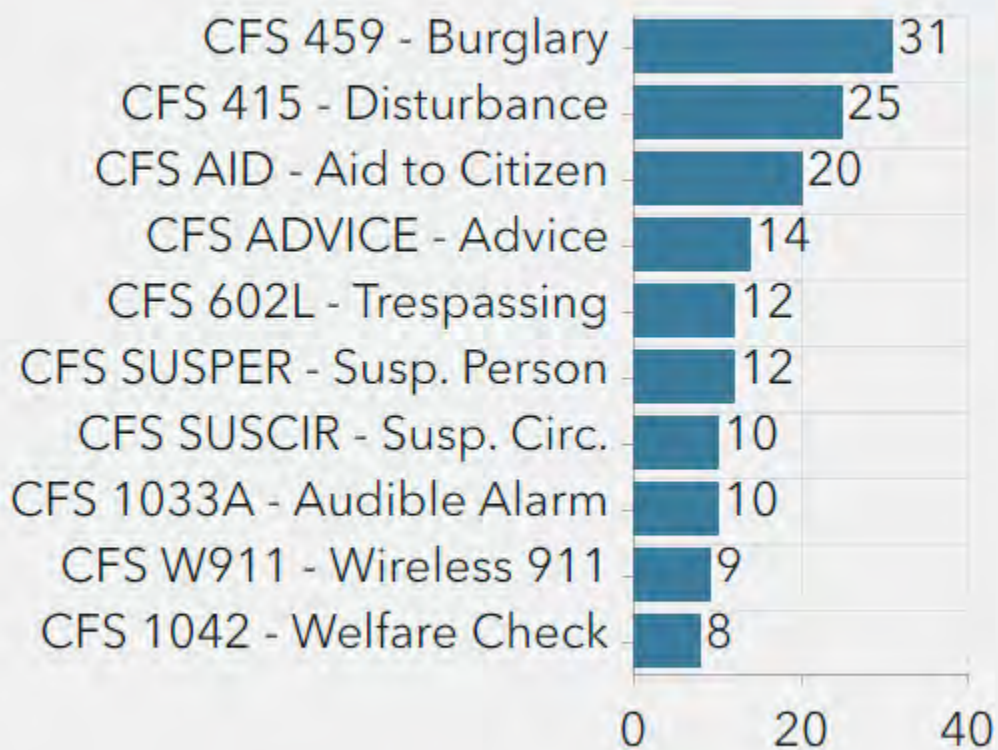 CFS 459 - Burglary 31
CFS 415 - Disturbance 25
CFS AID - Aid to Citizen 20
CFS ADVICE - Advice 14
CFS 602L - Trespassing 12
CFS SUSPER - Susp. Person 12
CFS SUSCIR - Susp. Circ. 10
CFS 1033A - Audible Alarm 10
CFS W911 - Wireless 911 9
CFS 1042 - Welfare Check 8
0 20 40